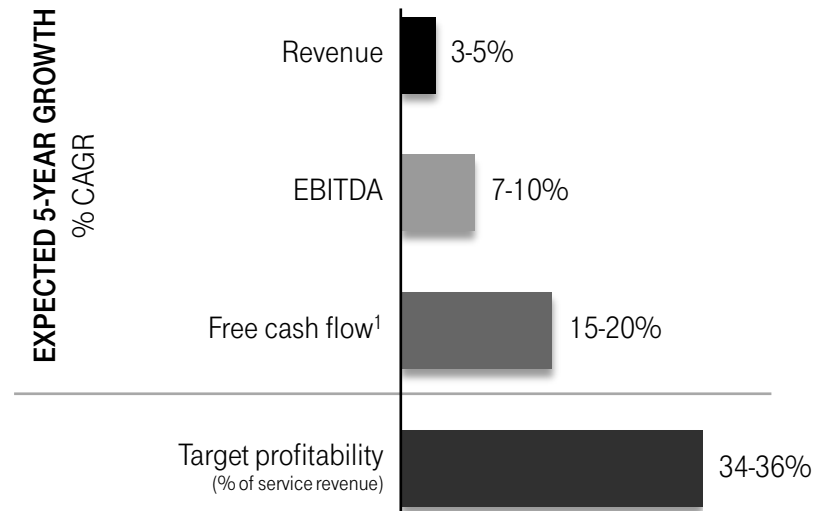 EXPECTED 5-YEAR GROWTH
% CAGR
Revenue 3-5%
EBITDA 7-10%
Free cash flow¹ 15-20%
Target profitability 34-36%
(% of service revenue)